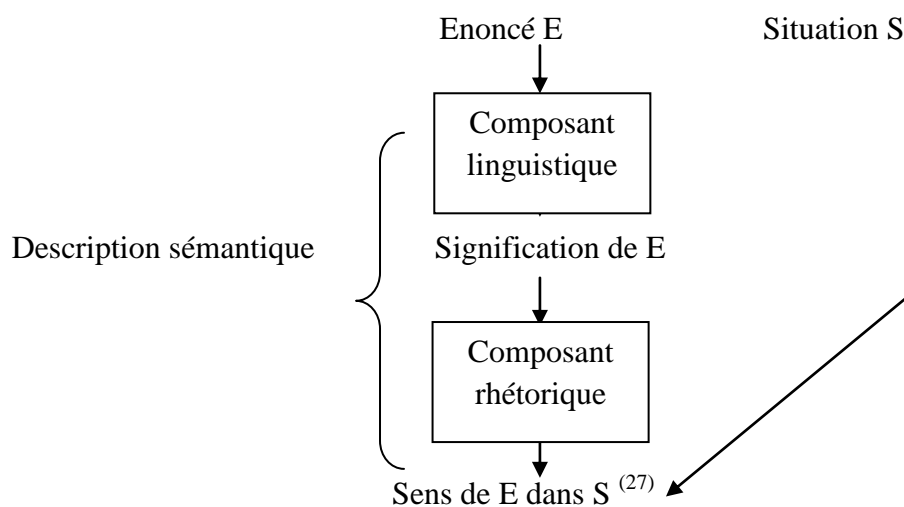 Enoncé E
Situation S
Composant
linguistique
Description sémantique
Signification de E
Composant
rhétorique
Sens de E dans S (27)